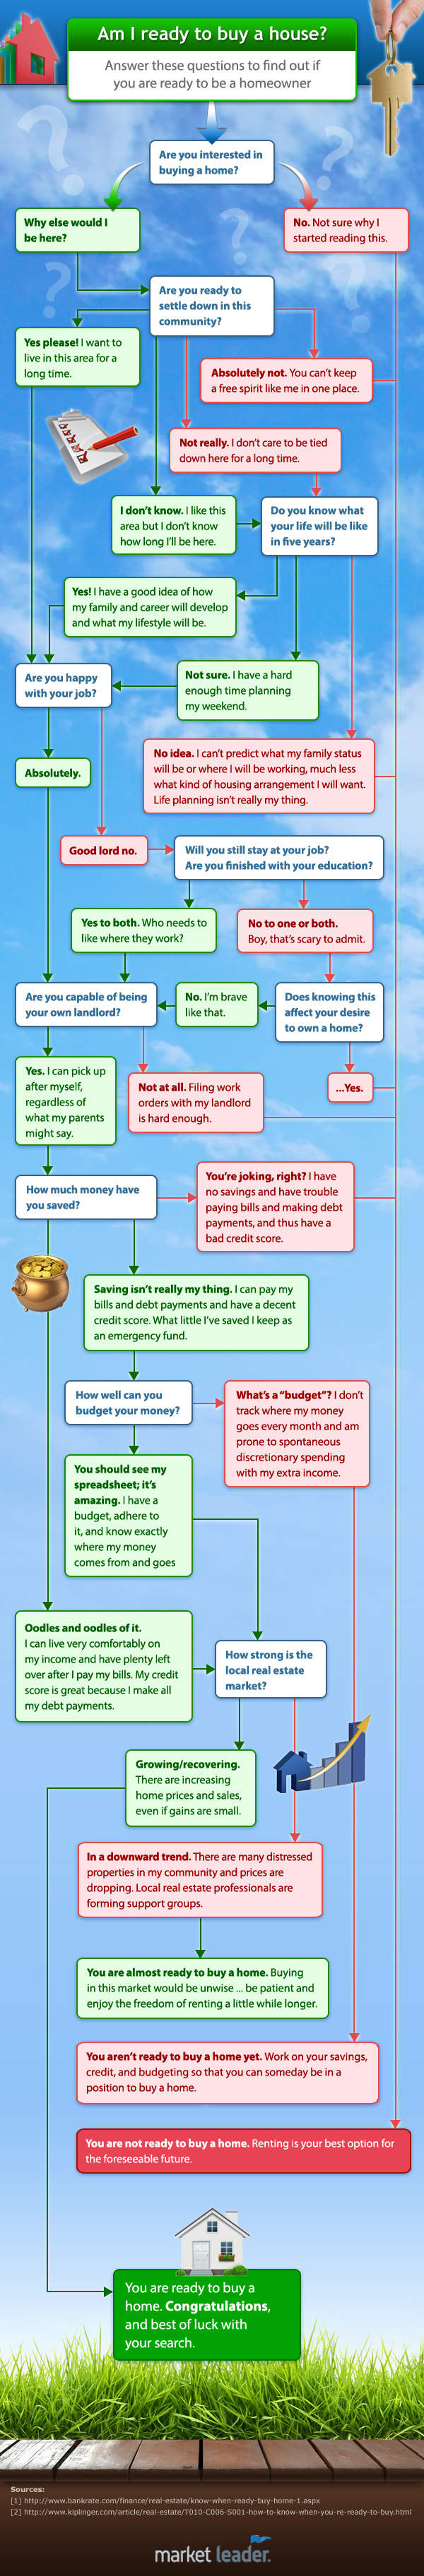 Am I ready to buy a house?
Answer these questions to find out if
you are ready to be a homeowner
Are you interested in
buying a home?
Why else would I
be here?
No. Not sure why I
started reading this.
Are you ready to
settle down in this
community?
Yes please! I want to
live in this area for a
long time.
Absolutely not. You can't keep
a free spirit like me in one place.
Not really. I don't care to be tied
down here for a long time.
I don't know. I like this
area but I don't know
how long I'll be here.
Do you know what
your life will be like
in five years?
Yes! I have a good idea of how
my family and career will develop
and what my lifestyle will be.
Are you happy
with your job?
Not sure. I have a hard
enough time planning
my weekend.
No idea. I can't predict what my family status
will be or where I will be working, much less
what kind of housing arrangement I will want.
Life planning isn't really my thing.
Absolutely.
Good lord no.
Will you still stay at your job?
Are you finished with your education?
Yes to both. Who needs to
like where they work?
No to one or both.
Boy, that's scary to admit.
Are you capable of being
your own landlord?
No. I'm brave
like that.
Does knowing this
affect your desire
to own a home?
Yes. I can pick up
after myself,
regardless of
what my parents
might say.
Not at all. Filing work
orders with my landlord
is hard enough.
...Yes.
How much money have
you saved?
You're joking, right? I have
no savings and have trouble
paying bills and making debt
payments, and thus have a
bad credit score.
Saving isn't really my thing. I can pay my
bills and debt payments and have a decent
credit score. What little I've saved I keep as
an emergency fund.
How well can you
budget your money?
What's a "budget"? I don't
track where my money
goes every month and am
prone to spontaneous
discretionary spending
with my extra income.
You should see my
spreadsheet; it's
amazing. I have a
budget, adhere to
it, and know exactly
where my money
comes from and goes
Oodles and oodles of it.
I can live very comfortably on
my income and have plenty left
over after I pay my bills. My credit
score is great because I make all
my debt payments.
How strong is the
local real estate
market?
Growing/recovering.
There are increasing
home prices and sales,
even if gains are small.
In a downward trend. There are many distressed
properties in my community and prices are
dropping. Local real estate professionals are
forming support groups.
You are almost ready to buy a home. Buying
in this market would be unwise ... be patient and
enjoy the freedom of renting a little while longer.
You aren't ready to buy a home yet. Work on your savings,
credit, and budgeting so that you can someday be in a
position to buy a home.
You are not ready to buy a home. Renting is your best option for
the foreseeable future.
You are ready to buy a
home. Congratulations,
and best of luck with
your search.
Sources:
[1] http://www.bankrate.com/finance/real-estate/know-when-ready-buy-home-1.aspx
[2] http://www.kiplinger.com/article/real-estate/T010-C006-S001-how-to-know-when-you-re-ready-to-buy.html
market leader.